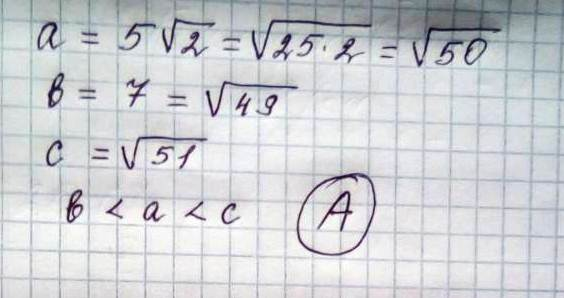 a = 5√2 = √25·2 = √50
в = 7 = √49
c = √51
в < a < c A